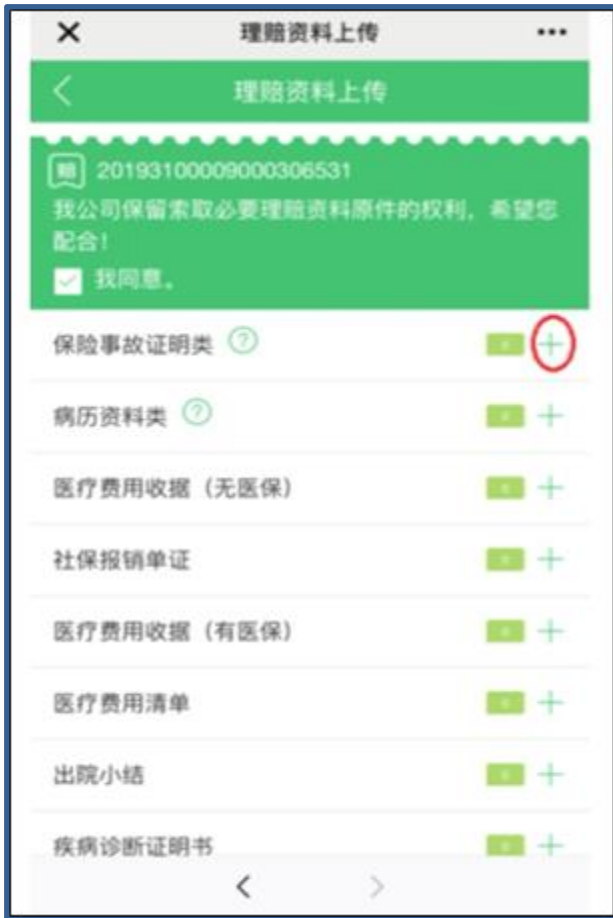 理赔资料上传
理赔资料上传
赔 20193100009000306531
我公司保留索取必要理赔资料原件的权利，希望您
配合！
我同意。
保险事故证明类 ?
病历资料类 ?
医疗费用收据（无医保）
社保报销单证
医疗费用收据（有医保）
医疗费用清单
出院小结
疾病诊断证明书